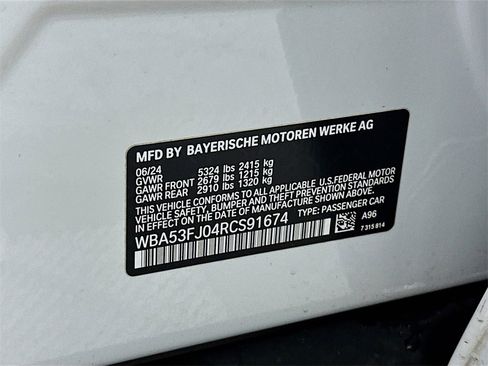 MFD BY BAYERISCHE MOTOREN WERKE AG
06/24
GVWR 5324 lbs 2415 kg
GAWR FRONT 2679 lbs 1215 kg
GAWR REAR 2910 lbs 1320 kg
THIS VEHICLE CONFORMS TO ALL APPLICABLE U.S.FEDERAL MOTOR
VEHICLE SAFETY, BUMPER AND THEFT PREVENTION STANDARDS IN
EFFECT ON THE DATE OF MANUFACTURE SHOWN ABOVE.
WBA53FJ04RCS91674 TYPE: PASSENGER CAR
A96
7 315 814